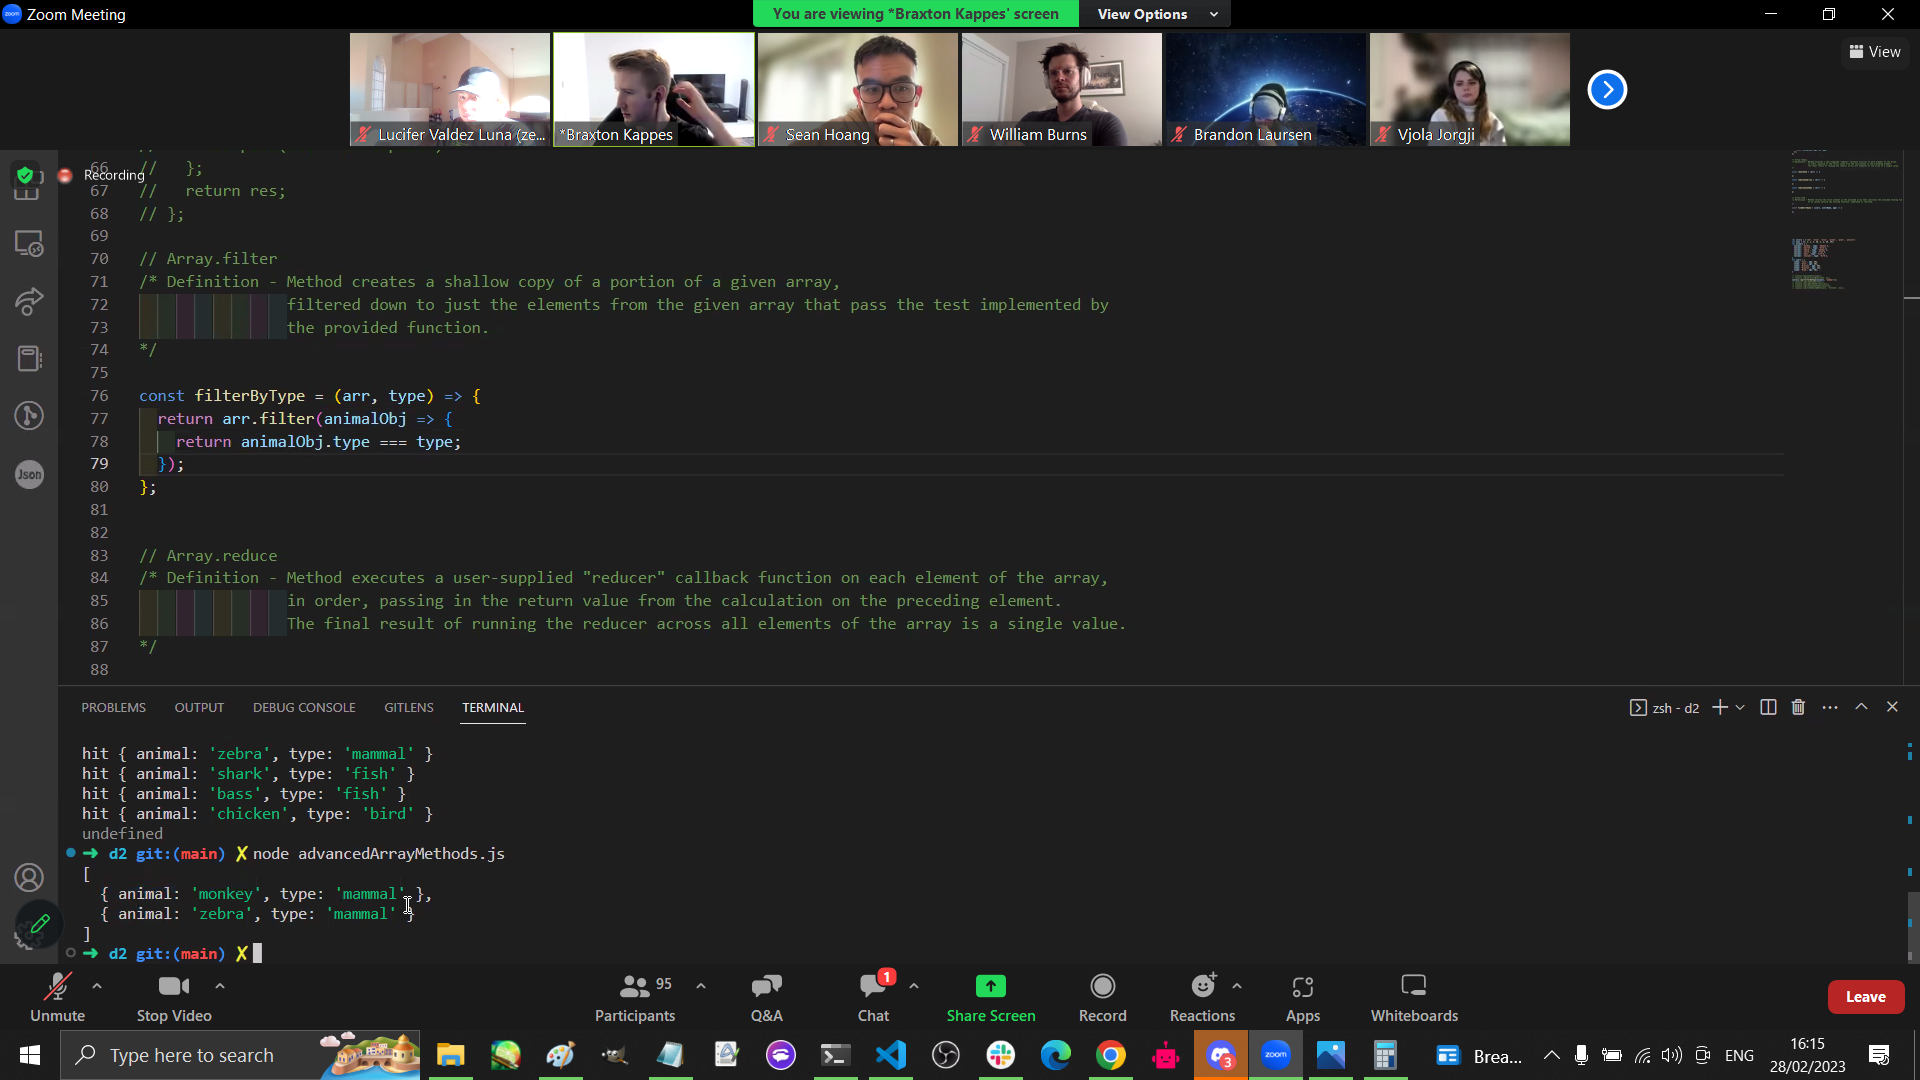 Zoom Meeting
You are viewing *Braxton Kappes' screen
View Options
View
Lucifer Valdez Luna (ze...
*Braxton Kappes
Sean Hoang
William Burns
Brandon Laursen
Vjola Jorgji
Recording
66 //   };
67 //   return res;
68 // };
69
70 // Array.filter
71 /* Definition - Method creates a shallow copy of a portion of a given array,
72 filtered down to just the elements from the given array that pass the test implemented by
73 the provided function.
74 */
75
76 const filterByType = (arr, type) => {
77 return arr.filter(animalObj => {
78 return animalObj.type === type;
79 });
80 };
81
82
83 // Array.reduce
84 /* Definition - Method executes a user-supplied "reducer" callback function on each element of the array,
85 in order, passing in the return value from the calculation on the preceding element.
86 The final result of running the reducer across all elements of the array is a single value.
87 */
88
Json
PROBLEMS OUTPUT DEBUG CONSOLE GITLENS TERMINAL
zsh - d2
hit { animal: 'zebra', type: 'mammal' }
hit { animal: 'shark', type: 'fish' }
hit { animal: 'bass', type: 'fish' }
hit { animal: 'chicken', type: 'bird' }
undefined
➜ d2 git:(main) ✗ node advancedArrayMethods.js
[
{ animal: 'monkey', type: 'mammal' },
{ animal: 'zebra', type: 'mammal' }
]
➜ d2 git:(main) ✗
Unmute
Stop Video
95
Participants
Q&A
1
Chat
Share Screen
Record
Reactions
Apps
Whiteboards
Leave
Type here to search
3
zoom
Brea...
ENG
16:15
28/02/2023